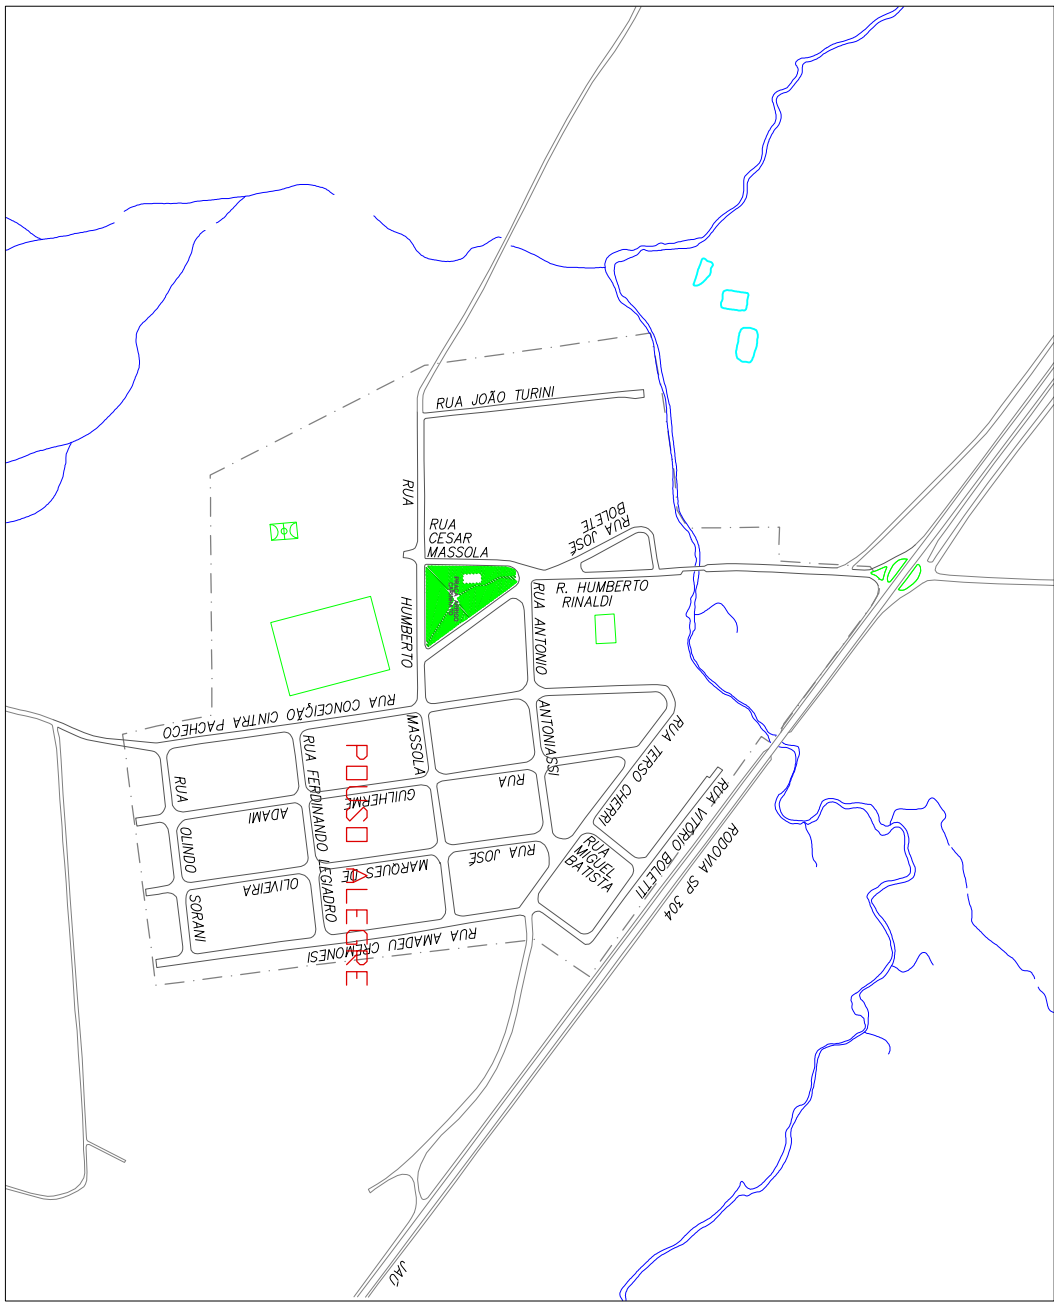 RUA JOÃO TURINI
RUA
HUMBERTO
MASSOLA
RUA
CESAR
MASSOLA
RUA JOSÉ
BOLETE
R. HUMBERTO
RINALDI
RUA ANTONIO
ANTONIASSI
RUA CONCEIÇÃO CINTRA PACHECO
RUA TERSO CHERRI
RUA VITÓRIO BOLETTI
RODOVIA SP 304
RUA
MIGUEL
BATISTA
RUA
GUILHERME
ADAMI
RUA JOSÉ
MARQUES DE
OLIVEIRA
RUA FERDINANDO LEGIADRO
RUA
OLINDO
SORANI
RUA AMADEU CREMONESI
POUSO ALEGRE
JAÚ